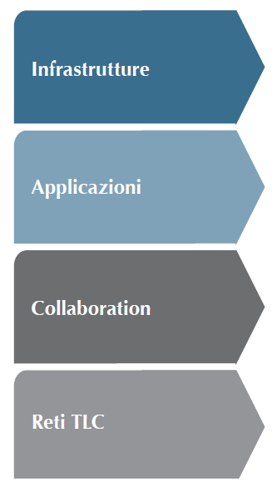 Infrastrutture
Applicazioni
Collaboration
Reti TLC